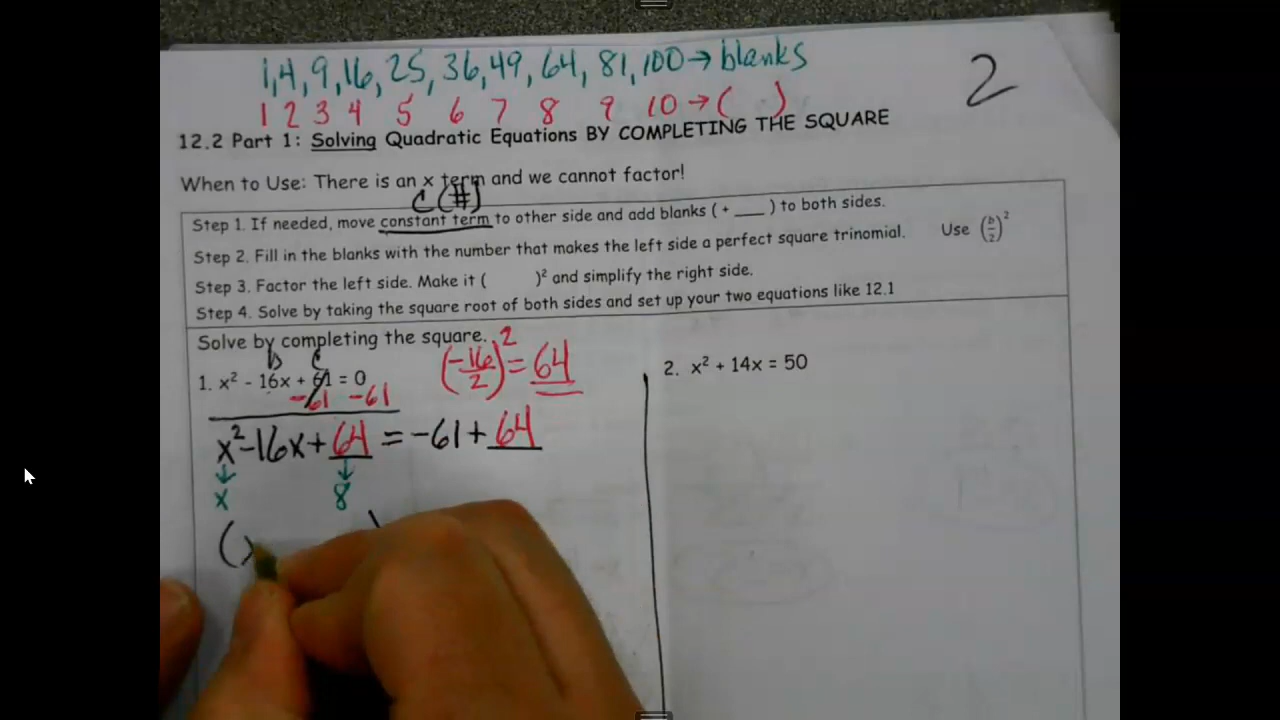 1,4,9,16,25,36,49,64,81,100→blanks
1 2 3 4 5 6 7 8 9 10→( )
2
12.2 Part 1: Solving Quadratic Equations BY COMPLETING THE SQUARE
When to Use: There is an x term and we cannot factor!
C(#)
Step 1. If needed, move constant term to other side and add blanks ( + ___ ) to both sides.
Step 2. Fill in the blanks with the number that makes the left side a perfect square trinomial. Use (b/2)²
Step 3. Factor the left side. Make it ( )² and simplify the right side.
Step 4. Solve by taking the square root of both sides and set up your two equations like 12.1
Solve by completing the square.
b c
(-16/2)² = 64
1. x² - 16x + 61 = 0
-61 -61
x²-16x+64 = -61+64
↓ ↓
x 8
(x )
2. x² + 14x = 50